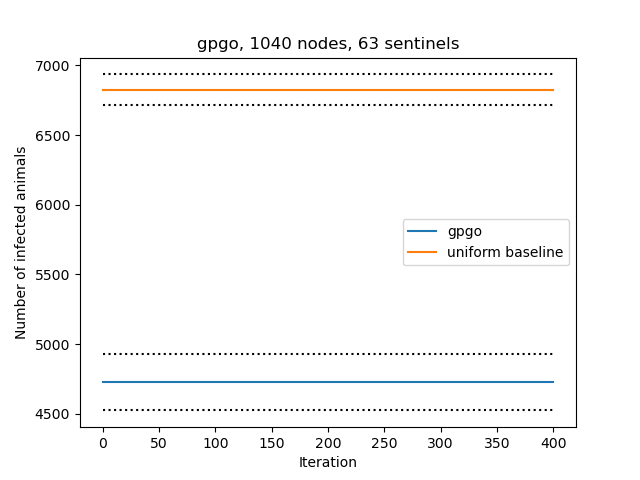 gpgo, 1040 nodes, 63 sentinels
7000
6500
6000
5500
5000
4500
Number of infected animals
gpgo
uniform baseline
0 50 100 150 200 250 300 350 400
Iteration